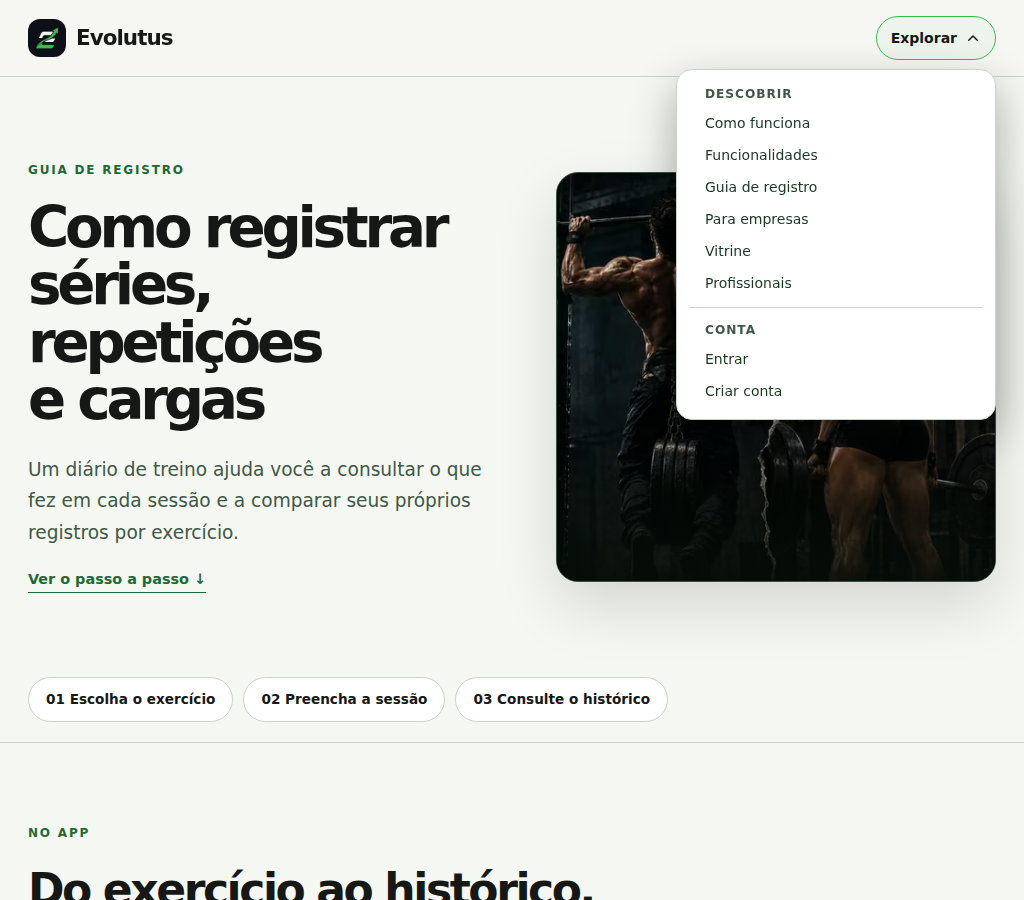 Evolutus
Explorar
DESCOBRIR
Como funciona
Funcionalidades
Guia de registro
Para empresas
Vitrine
Profissionais
CONTA
Entrar
Criar conta
GUIA DE REGISTRO
Como registrar
séries,
repetições
e cargas
Um diário de treino ajuda você a consultar o que
fez em cada sessão e a comparar seus próprios
registros por exercício.
Ver o passo a passo ↓
01 Escolha o exercício
02 Preencha a sessão
03 Consulte o histórico
NO APP
Do exercício ao histórico.